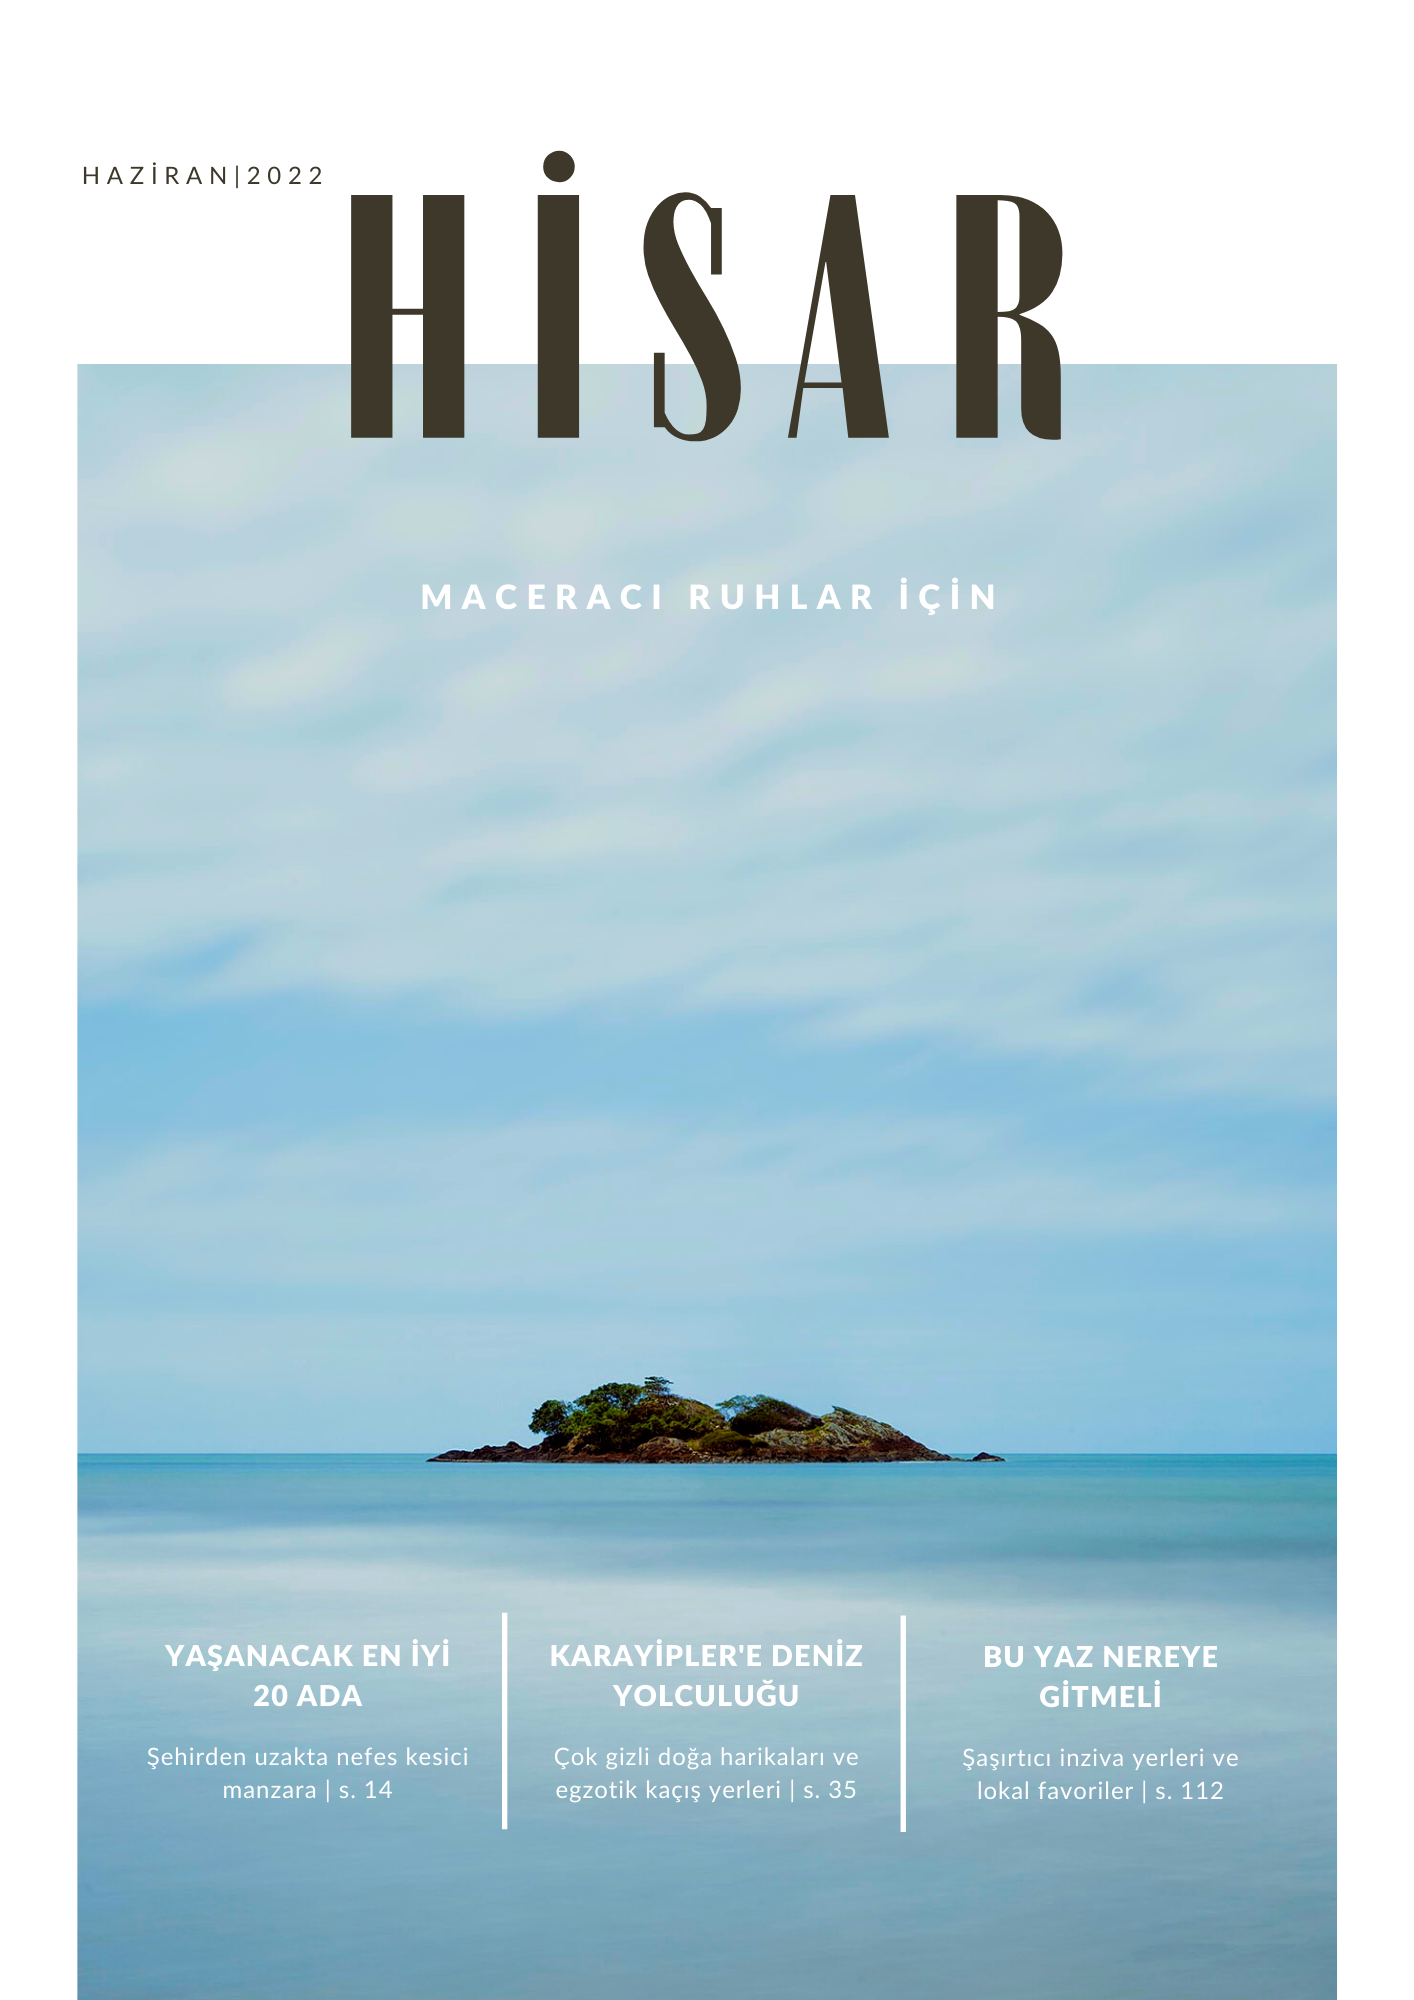 HAZİRAN|2022
HİSAR
MACERACI RUHLAR İÇİN
YAŞANACAK EN İYİ
20 ADA
Şehirden uzakta nefes kesici
manzara | s. 14
KARAYİPLER'E DENİZ
YOLCULUĞU
Çok gizli doğa harikaları ve
egzotik kaçış yerleri | s. 35
BU YAZ NEREYE
GİTMELİ
Şaşırtıcı inziva yerleri ve
lokal favoriler | s. 112